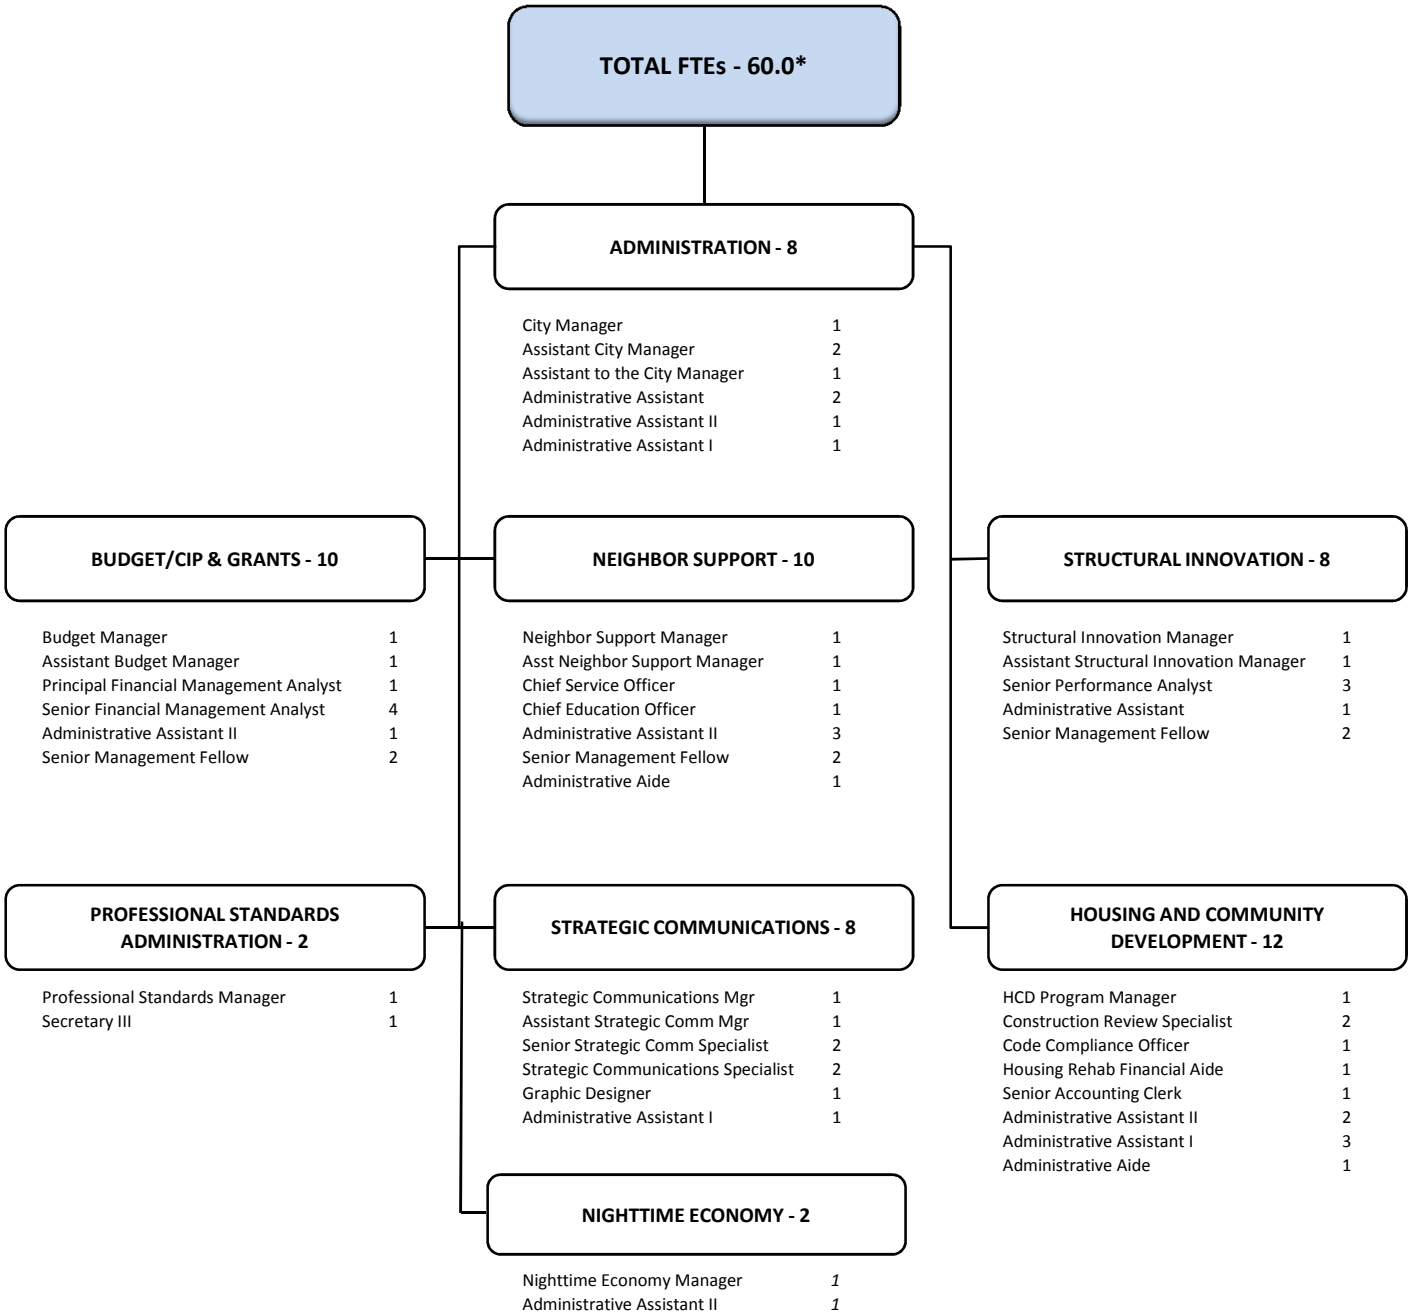 TOTAL FTEs - 60.0*
ADMINISTRATION - 8
City Manager 1
Assistant City Manager 2
Assistant to the City Manager 1
Administrative Assistant 2
Administrative Assistant II 1
Administrative Assistant I 1
BUDGET/CIP & GRANTS - 10
Budget Manager 1
Assistant Budget Manager 1
Principal Financial Management Analyst 1
Senior Financial Management Analyst 4
Administrative Assistant II 1
Senior Management Fellow 2
NEIGHBOR SUPPORT - 10
Neighbor Support Manager 1
Asst Neighbor Support Manager 1
Chief Service Officer 1
Chief Education Officer 1
Administrative Assistant II 3
Senior Management Fellow 2
Administrative Aide 1
STRUCTURAL INNOVATION - 8
Structural Innovation Manager 1
Assistant Structural Innovation Manager 1
Senior Performance Analyst 3
Administrative Assistant 1
Senior Management Fellow 2
PROFESSIONAL STANDARDS
ADMINISTRATION - 2
Professional Standards Manager 1
Secretary III 1
STRATEGIC COMMUNICATIONS - 8
Strategic Communications Mgr 1
Assistant Strategic Comm Mgr 1
Senior Strategic Comm Specialist 2
Strategic Communications Specialist 2
Graphic Designer 1
Administrative Assistant I 1
HOUSING AND COMMUNITY
DEVELOPMENT - 12
HCD Program Manager 1
Construction Review Specialist 2
Code Compliance Officer 1
Housing Rehab Financial Aide 1
Senior Accounting Clerk 1
Administrative Assistant II 2
Administrative Assistant I 3
Administrative Aide 1
NIGHTTIME ECONOMY - 2
Nighttime Economy Manager 1
Administrative Assistant II 1